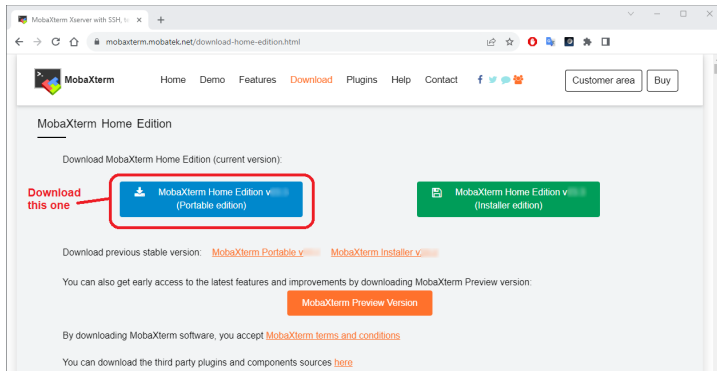 MobaXterm Xserver with SSH, te
mobaxterm.mobatek.net/download-home-edition.html
MobaXterm
Home Demo Features Download Plugins Help Contact
Customer area Buy
MobaXterm Home Edition
Download MobaXterm Home Edition (current version):
Download
this one
MobaXterm Home Edition v
(Portable edition)
MobaXterm Home Edition v
(Installer edition)
Download previous stable version: MobaXterm Portable v MobaXterm Installer v
You can also get early access to the latest features and improvements by downloading MobaXterm Preview version:
MobaXterm Preview Version
By downloading MobaXterm software, you accept MobaXterm terms and conditions
You can download the third party plugins and components sources here